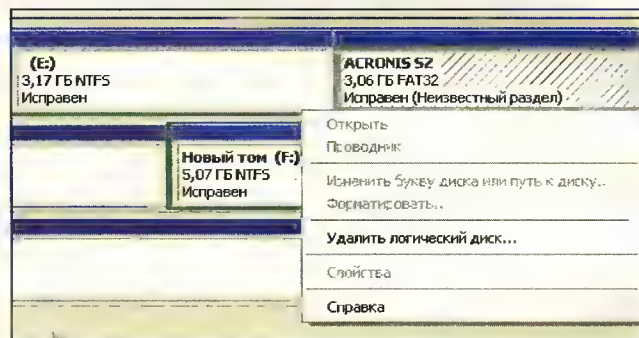 (E:)
3,17 ГБ NTFS
Исправен
ACRONIS SZ
3,06 ГБ FAT32
Исправен (Неизвестный раздел)
Новый том (F:)
5,07 ГБ NTFS
Исправен
Открыть
Проводник
Изменить букву диска или путь к диску...
Форматировать...
Удалить логический диск...
Свойства
Справка